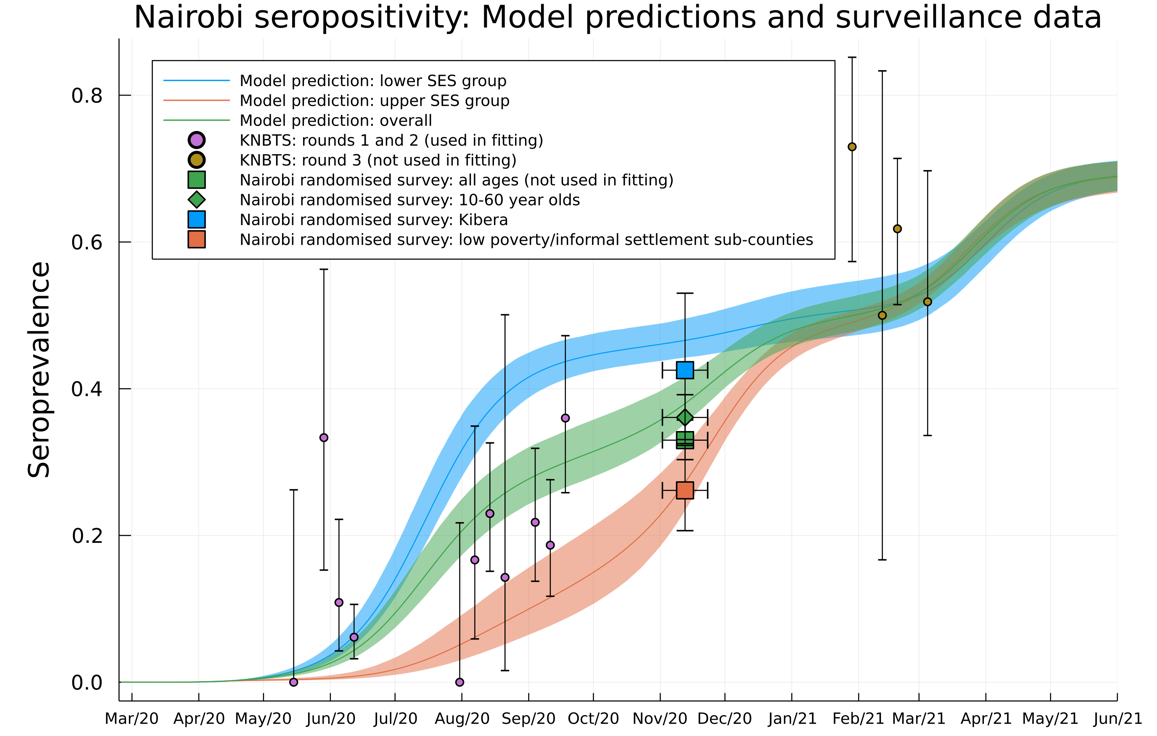 Nairobi seropositivity: Model predictions and surveillance data
Model prediction: lower SES group
Model prediction: upper SES group
Model prediction: overall
KNBTS: rounds 1 and 2 (used in fitting)
KNBTS: round 3 (not used in fitting)
Nairobi randomised survey: all ages (not used in fitting)
Nairobi randomised survey: 10-60 year olds
Nairobi randomised survey: Kibera
Nairobi randomised survey: low poverty/informal settlement sub-counties
Seroprevalence
0.8
0.6
0.4
0.2
0.0
Mar/20 Apr/20 May/20 Jun/20 Jul/20 Aug/20 Sep/20 Oct/20 Nov/20 Dec/20 Jan/21 Feb/21 Mar/21 Apr/21 May/21 Jun/21